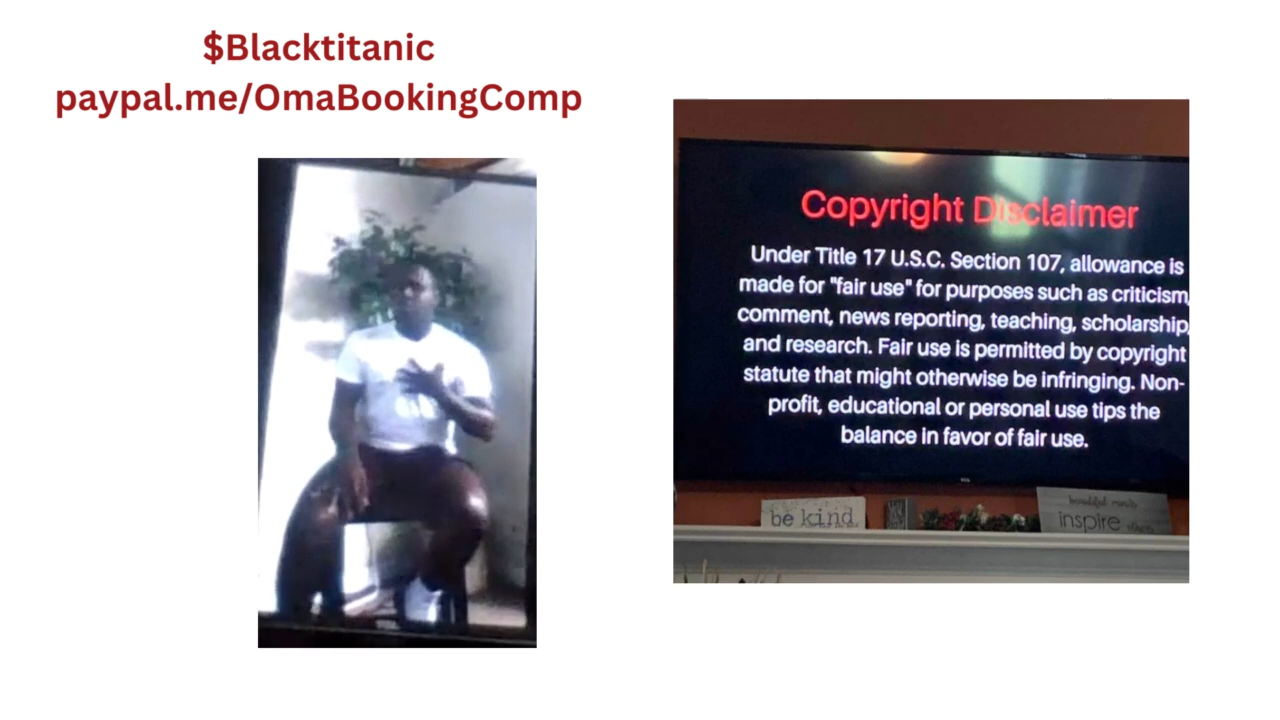 $Blacktitanic
paypal.me/OmaBookingComp
Copyright Disclaimer
Under Title 17 U.S.C. Section 107, allowance is
made for "fair use" for purposes such as criticism,
comment, news reporting, teaching, scholarship,
and research. Fair use is permitted by copyright
statute that might otherwise be infringing. Non-
profit, educational or personal use tips the
balance in favor of fair use.
be kind
beautiful minds
inspire others